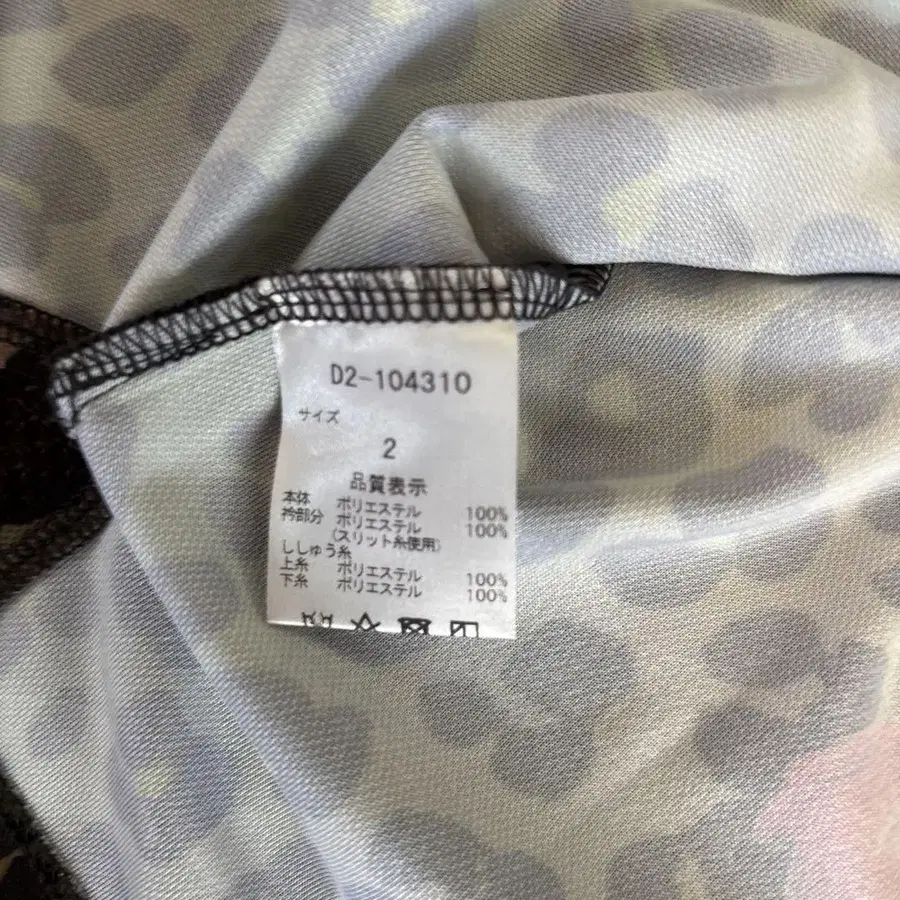 D2-104310
サイズ
2
品質表示
本体 ポリエステル 100%
衿部分 ポリエステル 100%
(スリット糸使用)
ししゅう糸
上糸 ポリエステル 100%
下糸 ポリエステル 100%